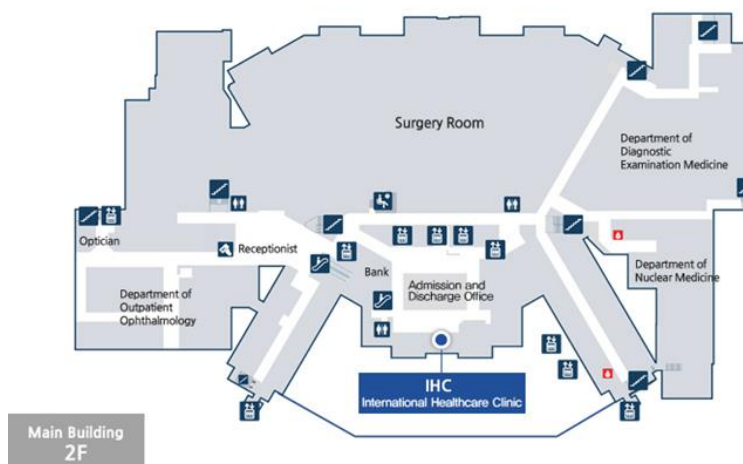 Surgery Room
Department of
Diagnostic
Examination Medicine
Optician
Receptionist
Bank
Department of
Nuclear Medicine
Admission and
Discharge Office
Department of
Outpatient
Ophthalmology
IHC
International Healthcare Clinic
Main Building
2F